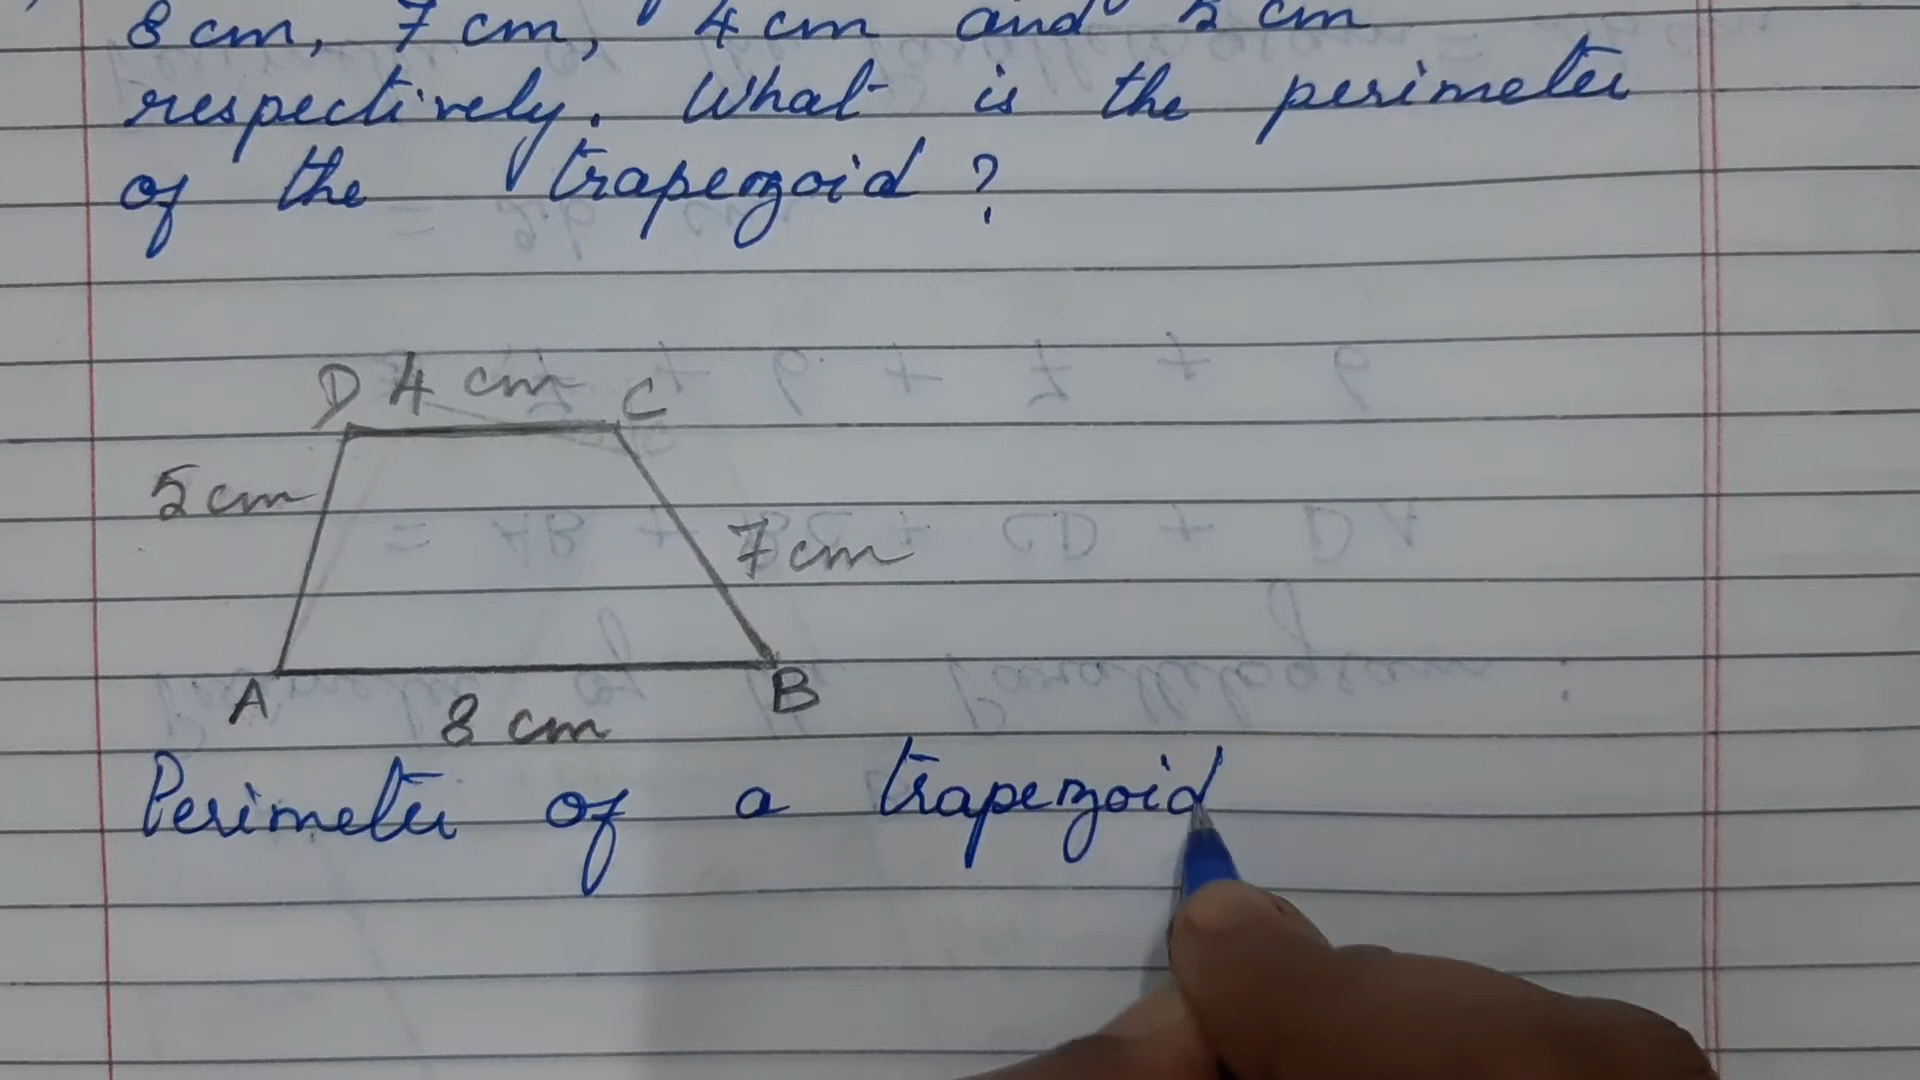 8 cm, 7 cm, 4 cm and 5 cm
respectively. What is the perimeter
of the trapezoid ?
D 4 cm C
5 cm
7 cm
A B
8 cm
Perimeter of a trapezoid